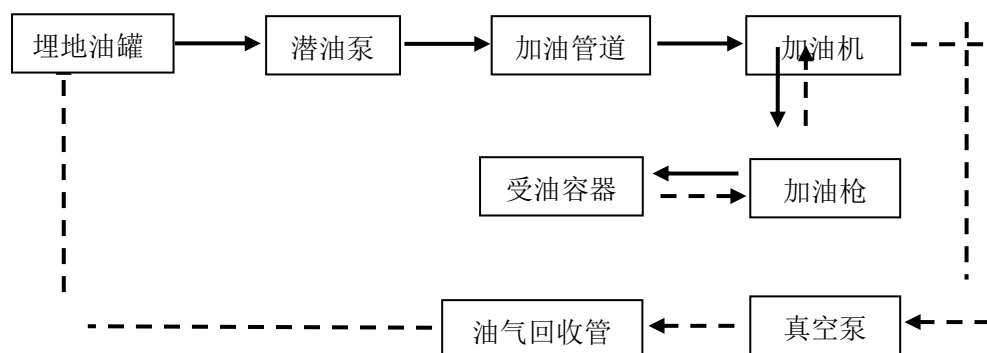 埋地油罐
潜油泵
加油管道
加油机
受油容器
加油枪
油气回收管
真空泵